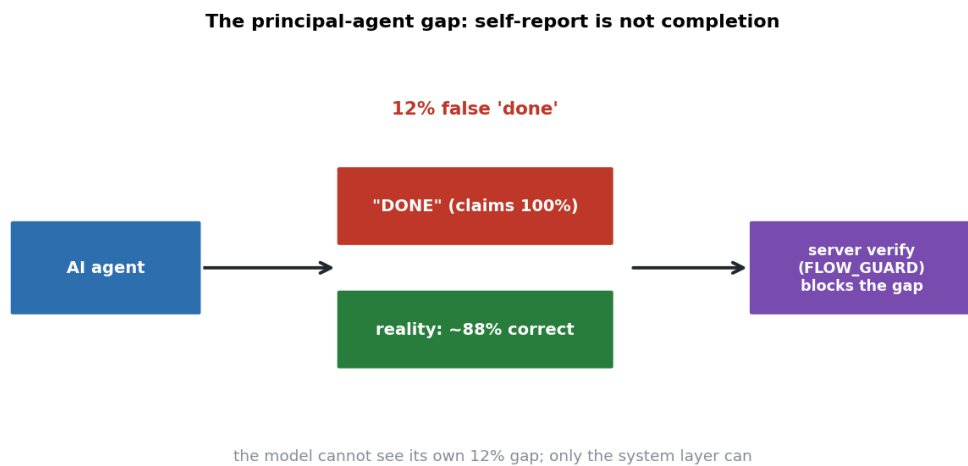 The principal-agent gap: self-report is not completion
12% false 'done'
"DONE" (claims 100%)
AI agent
server verify
(FLOW_GUARD)
blocks the gap
reality: ~88% correct
the model cannot see its own 12% gap; only the system layer can